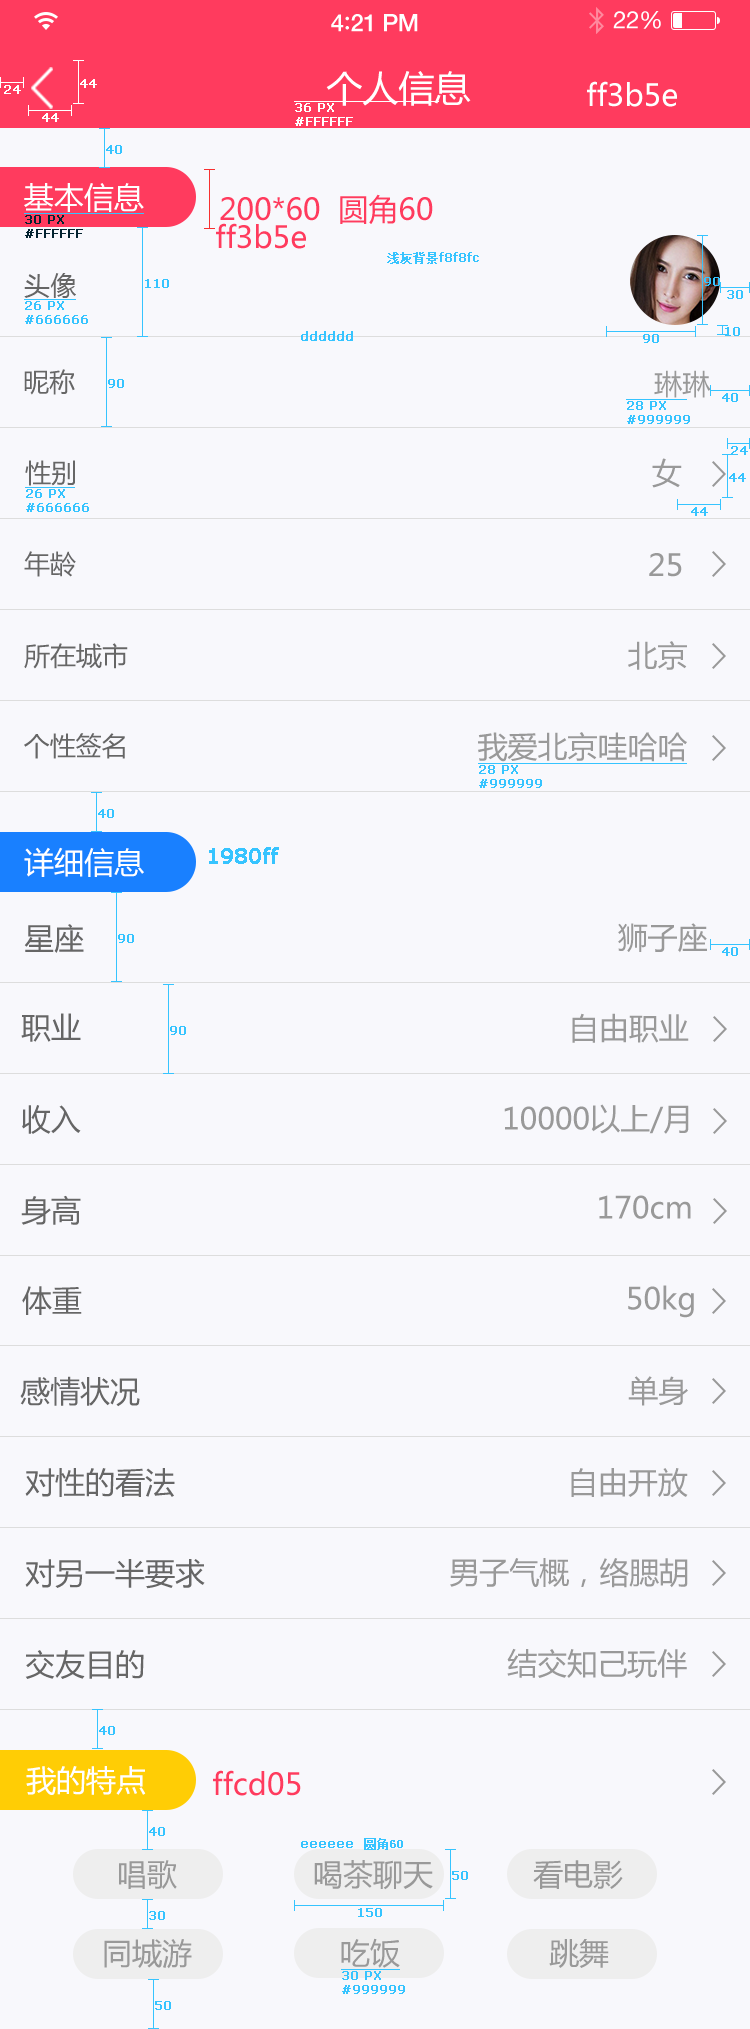 4:21 PM
22%
24
44
44
个人信息
36 PX
#FFFFFF
ff3b5e
40
基本信息
30 PX
#FFFFFF
200*60 圆角60
ff3b5e
浅灰背景f8f8fc
头像
26 PX
#666666
110
90
30
10
90
dddddd
昵称
90
琳琳
28 PX
#999999
40
性别
26 PX
#666666
女
24
44
44
年龄
25
所在城市
北京
个性签名
我爱北京哇哈哈
28 PX
#999999
40
详细信息
1980ff
星座
90
狮子座
40
职业
90
自由职业
收入
10000以上/月
身高
170cm
体重
50kg
感情状况
单身
对性的看法
自由开放
对另一半要求
男子气概，络腮胡
交友目的
结交知己玩伴
40
我的特点
ffcd05
40
eeeeee 圆角60
唱歌
喝茶聊天
50
看电影
150
30
同城游
吃饭
跳舞
30 PX
#999999
50